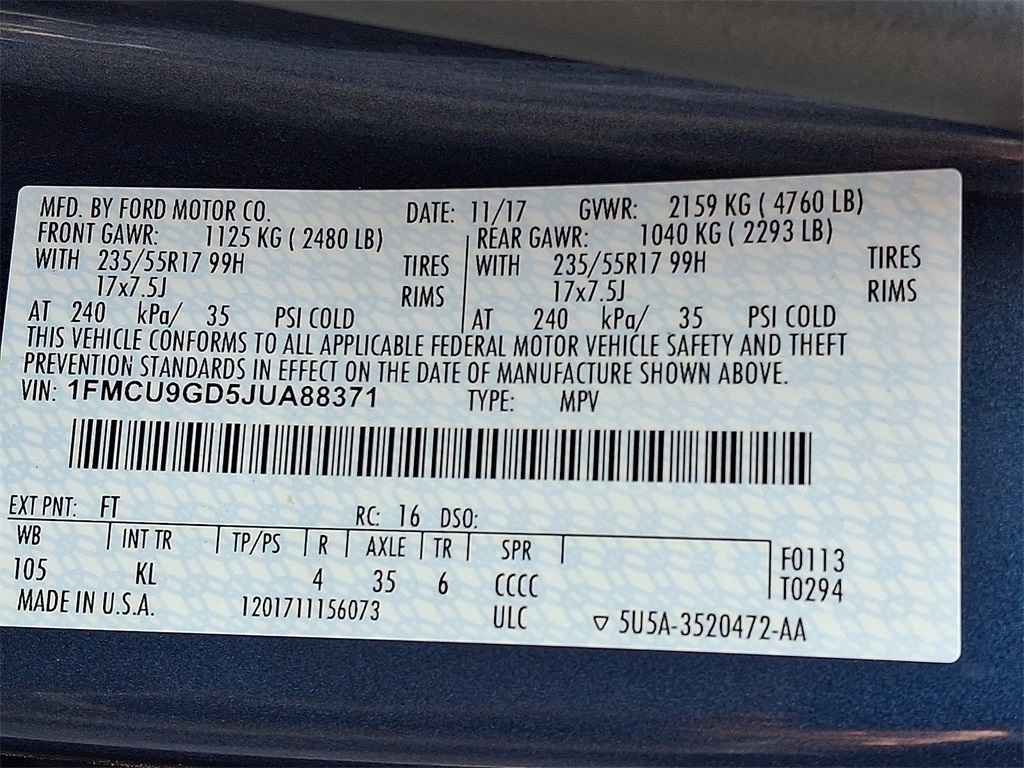 MFD. BY FORD MOTOR CO. DATE: 11/17 GVWR: 2159 KG ( 4760 LB)
FRONT GAWR: 1125 KG ( 2480 LB) REAR GAWR: 1040 KG ( 2293 LB)
WITH 235/55R17 99H TIRES WITH 235/55R17 99H TIRES
17x7.5J RIMS 17x7.5J RIMS
AT 240 kPa/ 35 PSI COLD AT 240 kPa/ 35 PSI COLD
THIS VEHICLE CONFORMS TO ALL APPLICABLE FEDERAL MOTOR VEHICLE SAFETY AND THEFT
PREVENTION STANDARDS IN EFFECT ON THE DATE OF MANUFACTURE SHOWN ABOVE.
VIN: 1FMCU9GD5JUA88371 TYPE: MPV
EXT PNT: FT RC: 16 DSO:
WB INT TR TP/PS R AXLE TR SPR F0113
105 KL 4 35 6 CCCC T0294
MADE IN U.S.A. 1201711156073 ULC ▽ 5U5A-3520472-AA